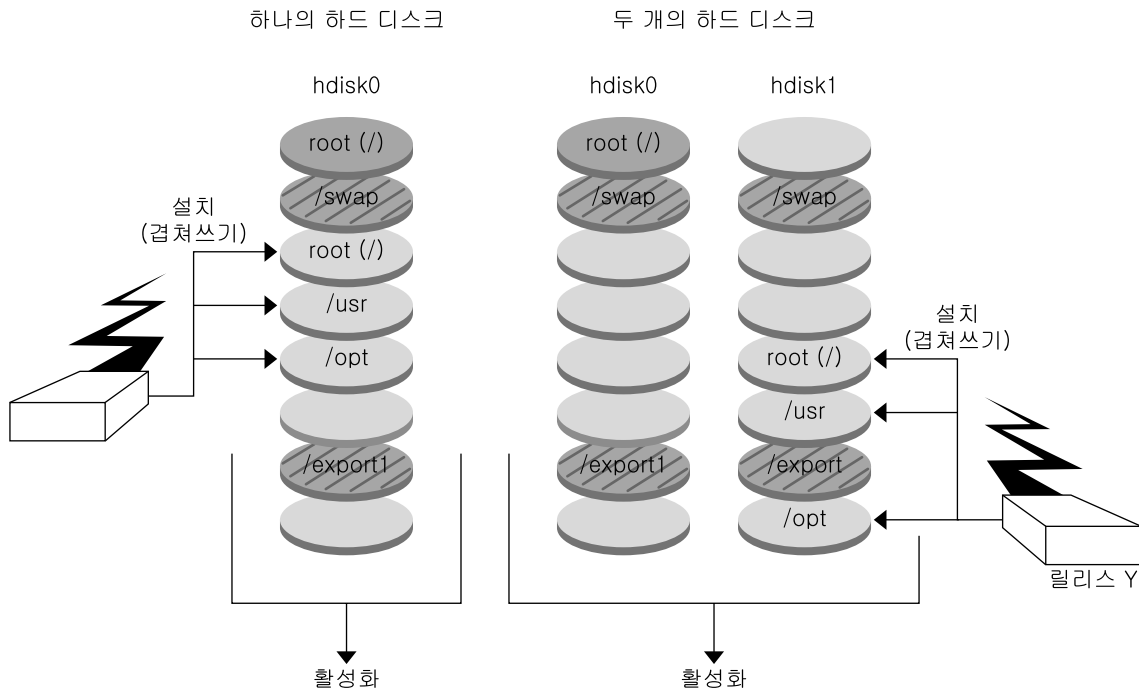 하나의 하드 디스크
두 개의 하드 디스크
hdisk0
hdisk0
hdisk1
root (/)
/swap
root (/)
/usr
/opt
/export1
설치
(겹쳐쓰기)
root (/)
/swap
/export1
/swap
root (/)
/usr
/export
/opt
설치
(겹쳐쓰기)
릴리스 Y
활성화
활성화